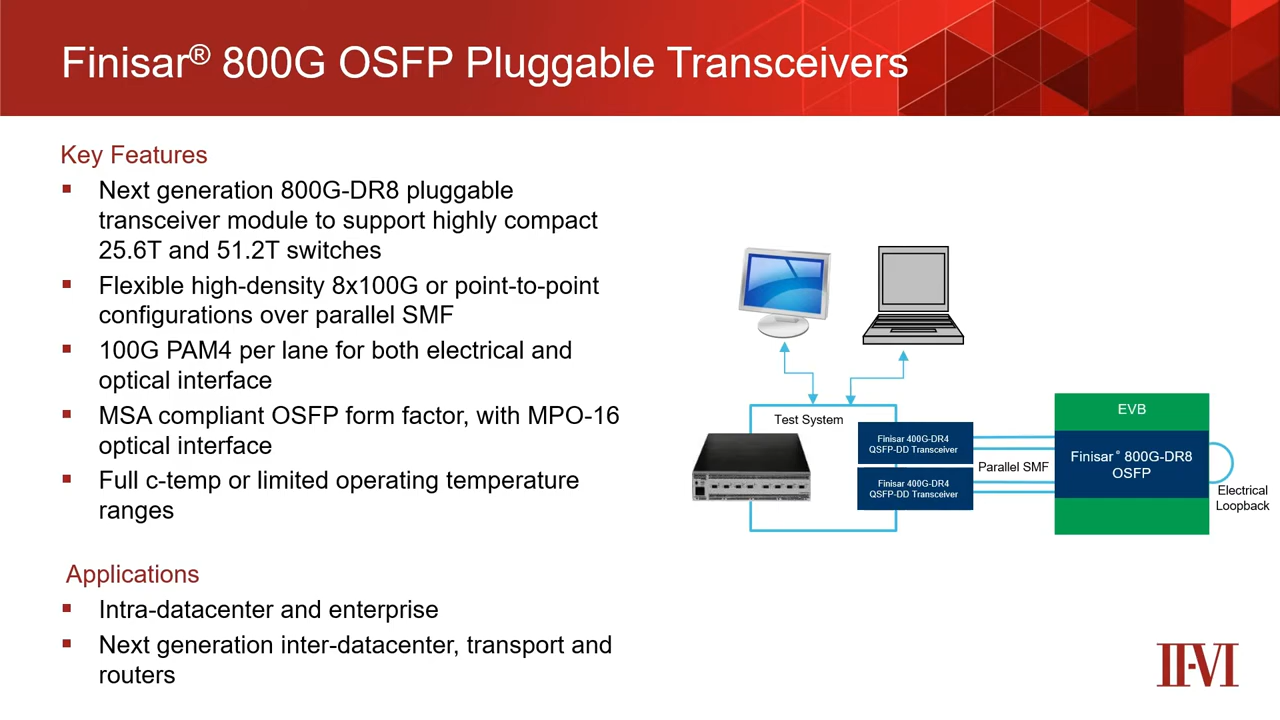 Finisar® 800G OSFP Pluggable Transceivers
Key Features
▪ Next generation 800G-DR8 pluggable
transceiver module to support highly compact
25.6T and 51.2T switches
▪ Flexible high-density 8x100G or point-to-point
configurations over parallel SMF
▪ 100G PAM4 per lane for both electrical and
optical interface
▪ MSA compliant OSFP form factor, with MPO-16
optical interface
▪ Full c-temp or limited operating temperature
ranges
Applications
▪ Intra-datacenter and enterprise
▪ Next generation inter-datacenter, transport and
routers
Test System
Finisar 400G-DR4
QSFP-DD Transceiver
Finisar 400G-DR4
QSFP-DD Transceiver
Parallel SMF
EVB
Finisar® 800G-DR8
OSFP
Electrical
Loopback
II-VI